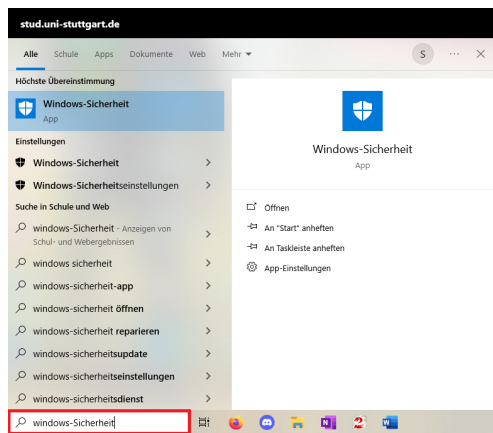 stud.uni-stuttgart.de
Alle Schule Apps Dokumente Web Mehr
S
Höchste Übereinstimmung
Windows-Sicherheit
App
Einstellungen
Windows-Sicherheit
Windows-Sicherheitseinstellungen
Suche in Schule und Web
windows-Sicherheit - Anzeigen von
Schul- und Webergebnissen
windows sicherheit
windows-sicherheit-app
windows-sicherheit öffnen
windows-sicherheit reparieren
windows-sicherheitsupdate
windows-sicherheitseinstellungen
windows-sicherheitsdienst
windows-Sicherheit
Windows-Sicherheit
App
Öffnen
An "Start" anheften
An Taskleiste anheften
App-Einstellungen
N
2
W